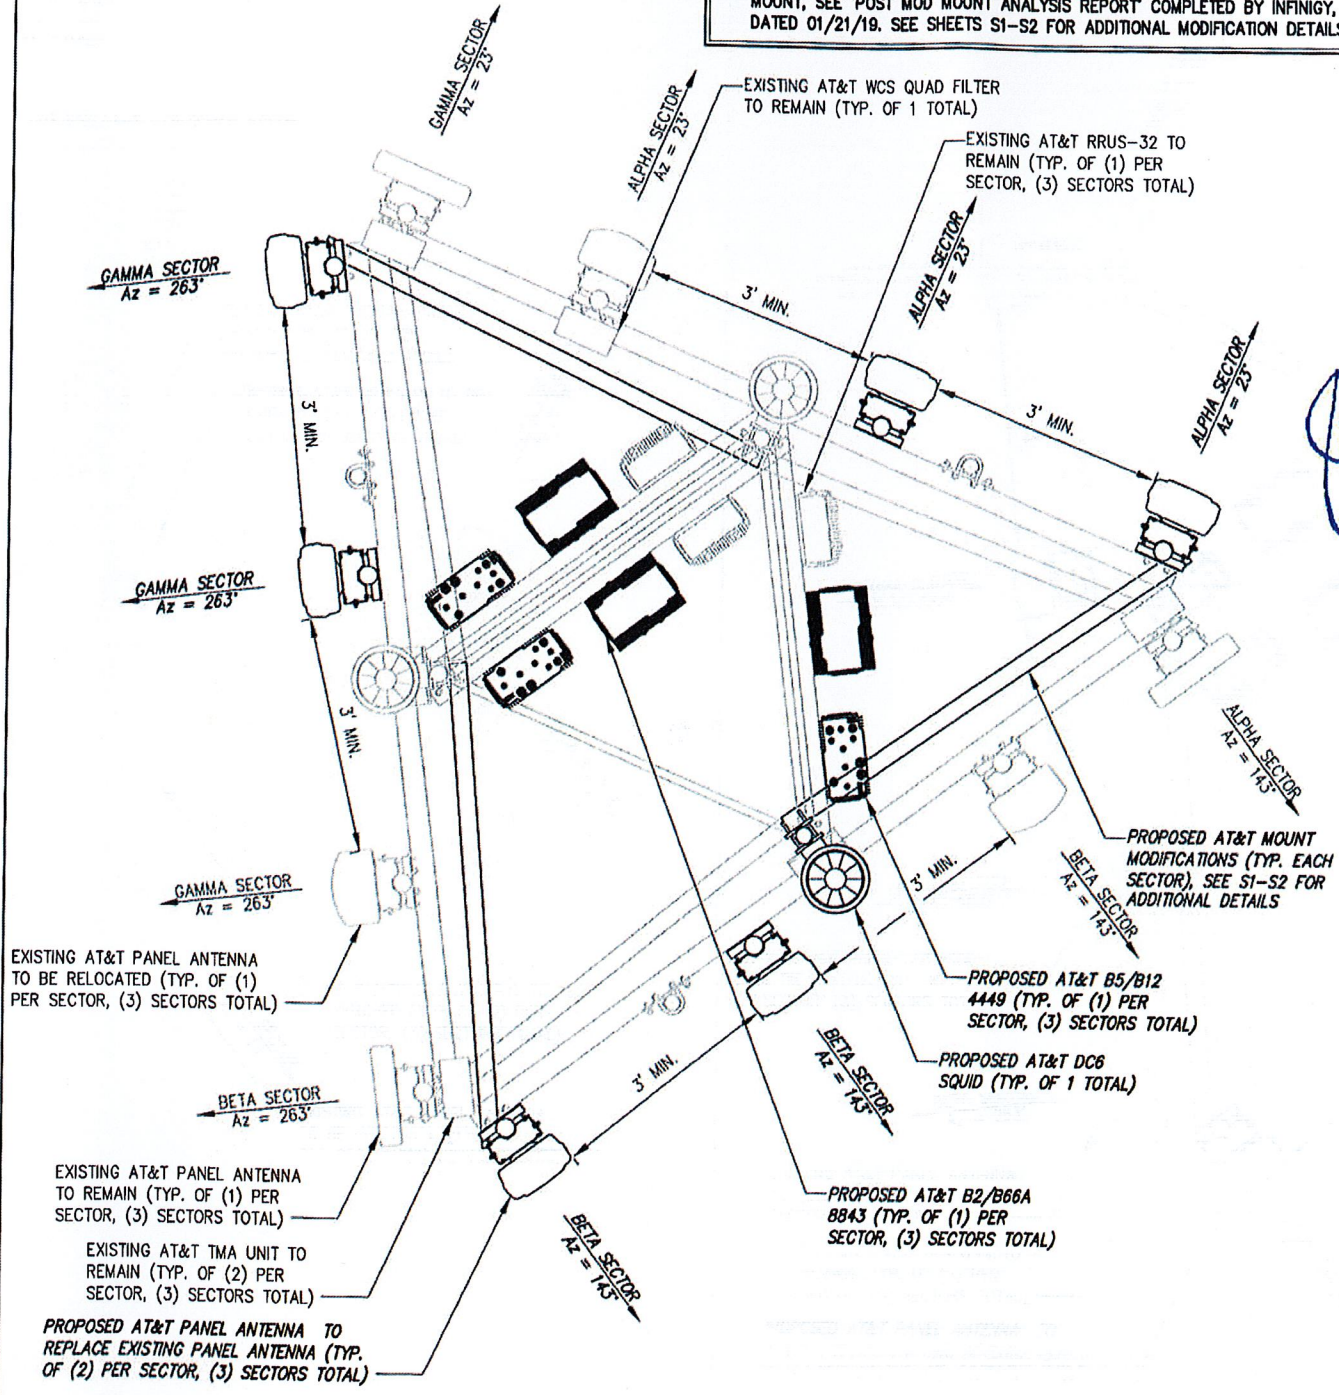 MOUNT, SEE 'POST MOD MOUNT ANALYSIS REPORT' COMPLETED BY INFINIGY,
DATED 01/21/19. SEE SHEETS S1-S2 FOR ADDITIONAL MODIFICATION DETAILS
GAMMA SECTOR
Az = 23°
ALPHA SECTOR
Az = 23°
EXISTING AT&T WCS QUAD FILTER
TO REMAIN (TYP. OF 1 TOTAL)
EXISTING AT&T RRUS-32 TO
REMAIN (TYP. OF (1) PER
SECTOR, (3) SECTORS TOTAL)
GAMMA SECTOR
Az = 263°
3' MIN.
ALPHA SECTOR
Az = 23°
3' MIN.
ALPHA SECTOR
Az = 23°
3' MIN.
GAMMA SECTOR
Az = 263°
3' MIN.
ALPHA SECTOR
Az = 143°
GAMMA SECTOR
Az = 263°
3' MIN.
BETA SECTOR
Az = 143°
PROPOSED AT&T MOUNT
MODIFICATIONS (TYP. EACH
SECTOR), SEE S1-S2 FOR
ADDITIONAL DETAILS
EXISTING AT&T PANEL ANTENNA
TO BE RELOCATED (TYP. OF (1)
PER SECTOR, (3) SECTORS TOTAL)
PROPOSED AT&T B5/B12
4449 (TYP. OF (1) PER
SECTOR, (3) SECTORS TOTAL)
BETA SECTOR
Az = 143°
PROPOSED AT&T DC6
SQUID (TYP. OF 1 TOTAL)
3' MIN.
BETA SECTOR
Az = 263°
EXISTING AT&T PANEL ANTENNA
TO REMAIN (TYP. OF (1) PER
SECTOR, (3) SECTORS TOTAL)
PROPOSED AT&T B2/B66A
8843 (TYP. OF (1) PER
SECTOR, (3) SECTORS TOTAL)
BETA SECTOR
Az = 143°
EXISTING AT&T TMA UNIT TO
REMAIN (TYP. OF (2) PER
SECTOR, (3) SECTORS TOTAL)
PROPOSED AT&T PANEL ANTENNA TO
REPLACE EXISTING PANEL ANTENNA (TYP.
OF (2) PER SECTOR, (3) SECTORS TOTAL)